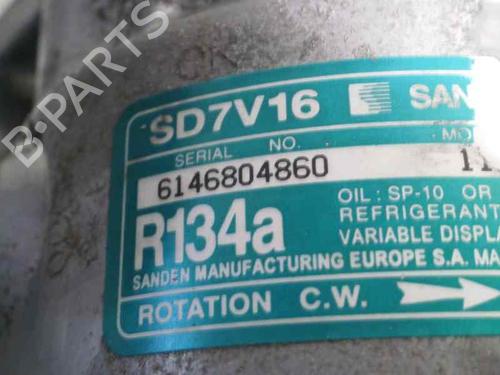 B-PARTS
SD7V16 SAN
SERIAL NO. MO
6146804860 11
R134a
OIL : SP-10 OR
REFRIGERANT
VARIABLE DISPLA
SANDEN MANUFACTURING EUROPE S.A. MA
ROTATION C.W.